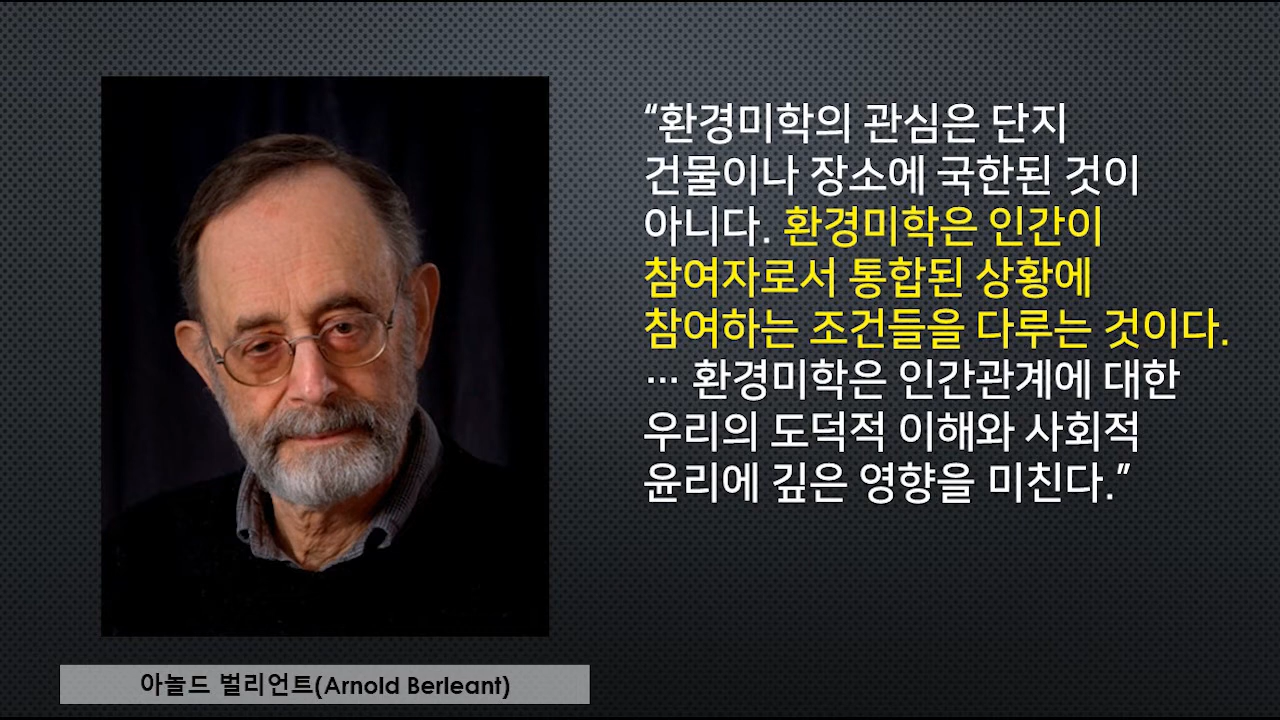 “환경미학의 관심은 단지
건물이나 장소에 국한된 것이
아니다. 환경미학은 인간이
참여자로서 통합된 상황에
참여하는 조건들을 다루는 것이다.
… 환경미학은 인간관계에 대한
우리의 도덕적 이해와 사회적
윤리에 깊은 영향을 미친다.”
아놀드 벌리언트(Arnold Berleant)